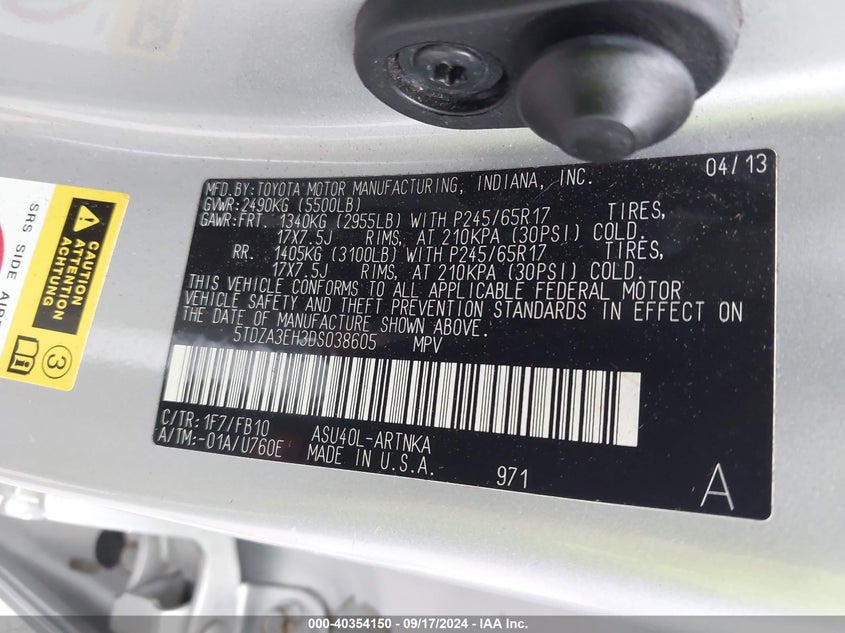 04/13
MFD.BY:TOYOTA MOTOR MANUFACTURING, INDIANA, INC.
GVWR:2490KG (5500LB)
GAWR:FRT. 1340KG (2955LB) WITH P245/65R17 TIRES,
17X7.5J RIMS, AT 210KPA (30PSI) COLD.
RR. 1405KG (3100LB) WITH P245/65R17 TIRES,
17X7.5J RIMS, AT 210KPA (30PSI) COLD.
THIS VEHICLE CONFORMS TO ALL APPLICABLE FEDERAL MOTOR
VEHICLE SAFETY AND THEFT PREVENTION STANDARDS IN EFFECT ON
THE DATE OF MANUFACTURE SHOWN ABOVE.
5TDZA3EH3DS038605 MPV
C/TR:1F7/FB10 ASU40L-ARTNKA
A/TM:-01A/U760E MADE IN U.S.A.
971
A
SRS SIDE
ATTENTION
ACHTUNG
3
000-40354150 - 09/17/2024 - IAA Inc.